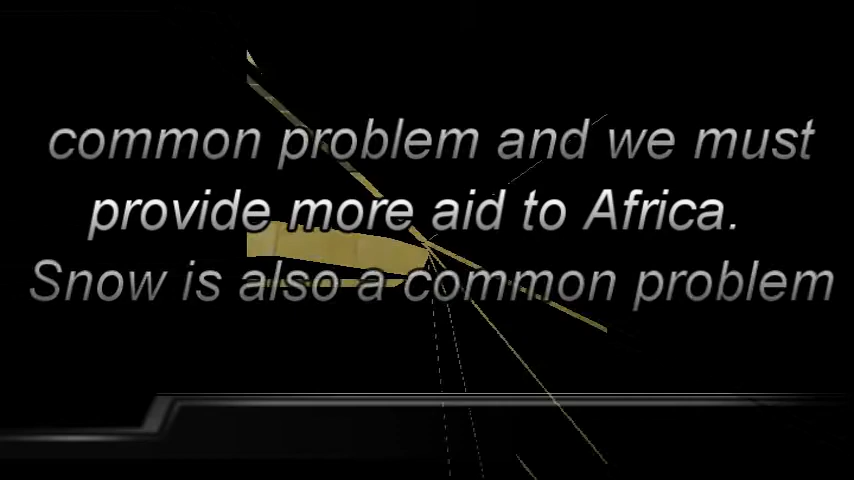 common problem and we must
provide more aid to Africa.
Snow is also a common problem